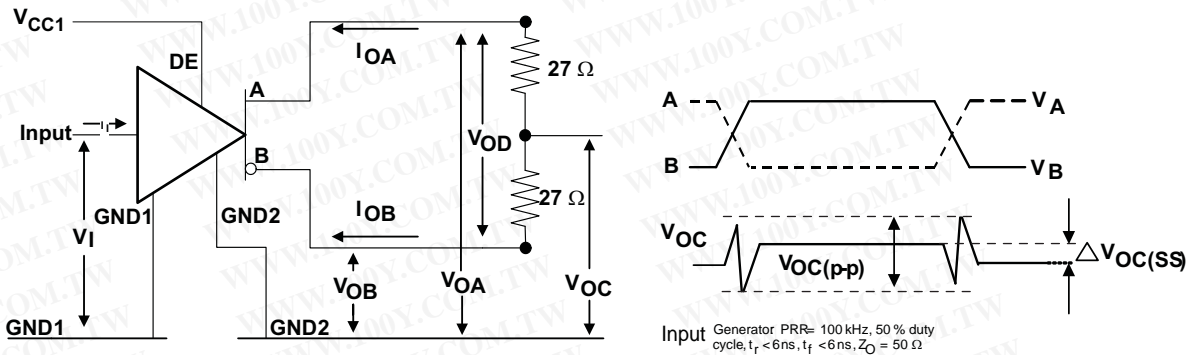 VCC1
DE
A
IOA
27 Ω
Input
II
B
VOD
27 Ω
GND1
GND2
IOB
VI
VOB
VOA
VOC
GND1
GND2
A
VA
B
VB
VOC
VOC(p-p)
△ VOC(SS)
Input Generator PRR= 100 kHz, 50 % duty
cycle, tr < 6ns, tf < 6ns, ZO = 50 Ω
WWW.100Y.COM.TW